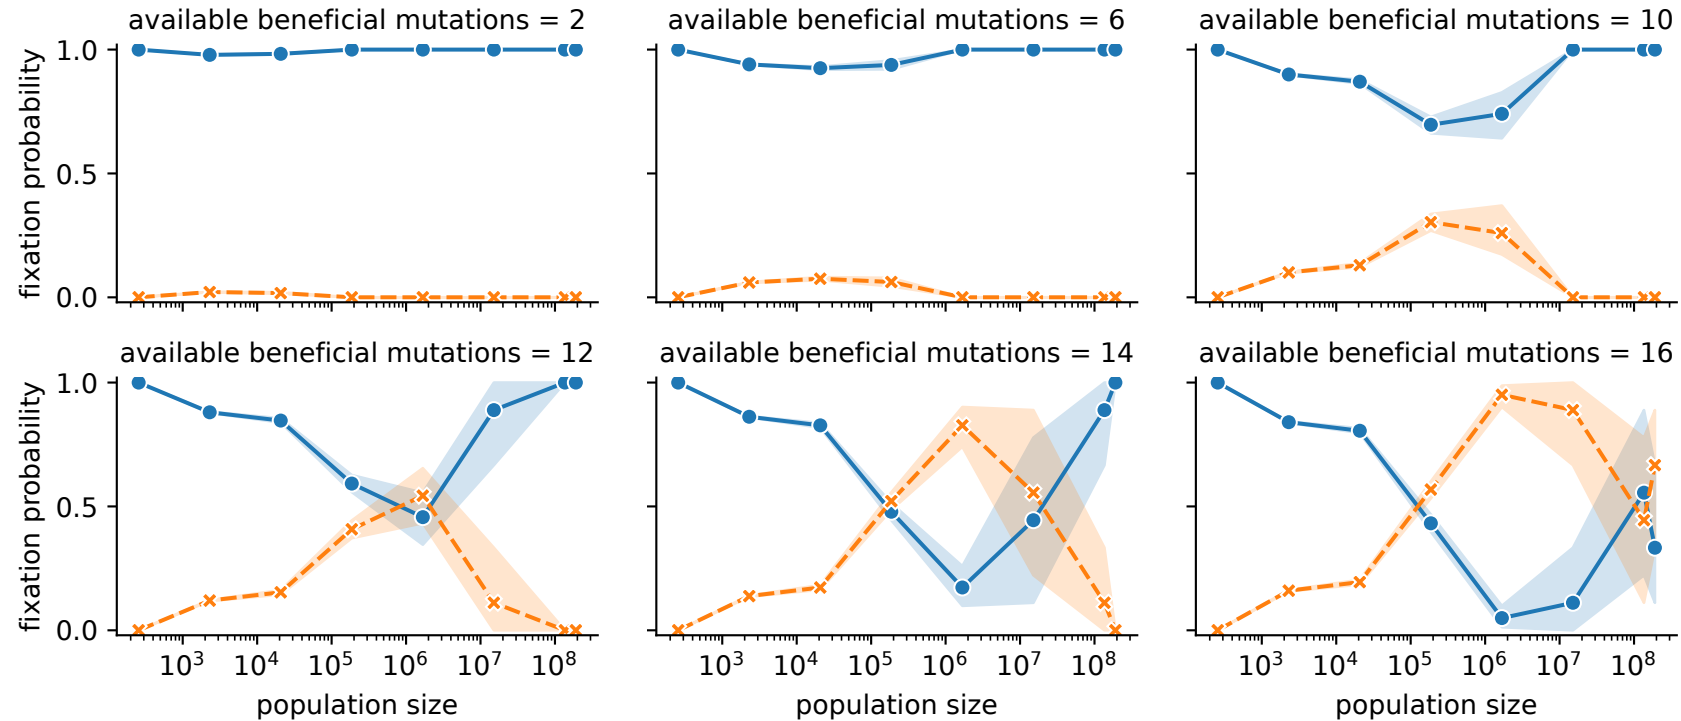 available beneficial mutations = 2
available beneficial mutations = 6
available beneficial mutations = 10
fixation probability
1.0
0.5
0.0
available beneficial mutations = 12
available beneficial mutations = 14
available beneficial mutations = 16
fixation probability
1.0
0.5
0.0
10³ 10⁴ 10⁵ 10⁶ 10⁷ 10⁸
10³ 10⁴ 10⁵ 10⁶ 10⁷ 10⁸
10³ 10⁴ 10⁵ 10⁶ 10⁷ 10⁸
population size
population size
population size